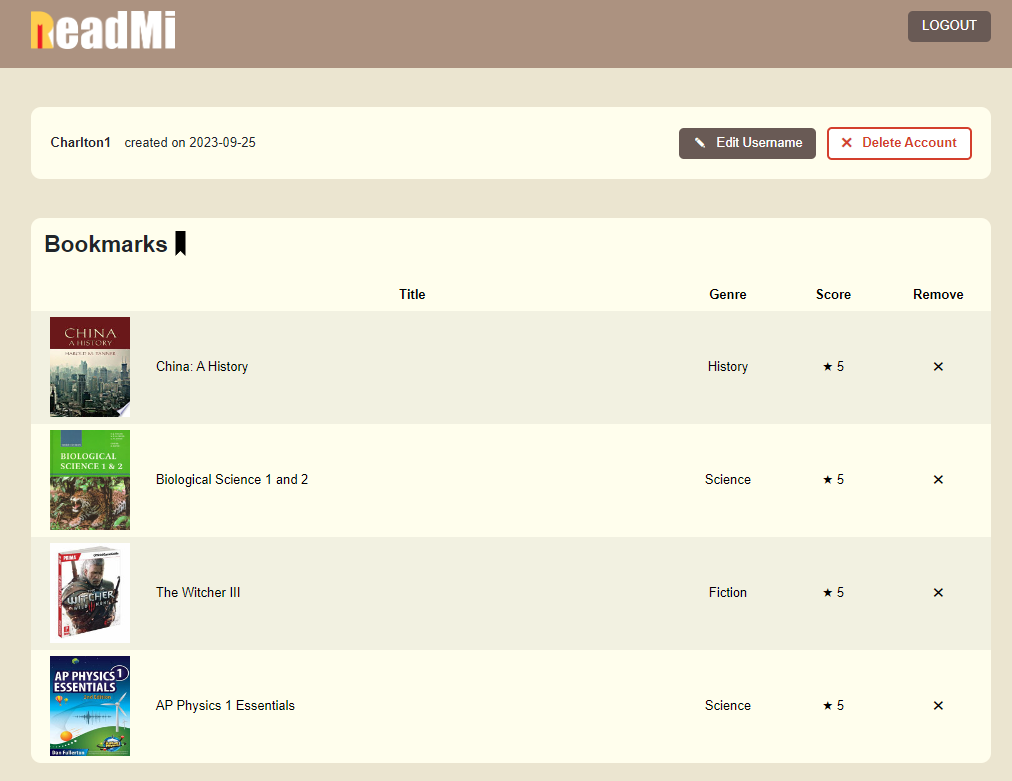 ReadMi
LOGOUT
Charlton1 created on 2023-09-25
Edit Username
Delete Account
Bookmarks
Title Genre Score Remove
CHINA
A HISTORY
HAROLD M. TANNER
China: A History History ★ 5 ✕
BIOLOGICAL
SCIENCE 1 & 2
Biological Science 1 and 2 Science ★ 5 ✕
PRIMA
WITCHER
The Witcher III Fiction ★ 5 ✕
AP PHYSICS 1
ESSENTIALS
Dan Fullerton
AP Physics 1 Essentials Science ★ 5 ✕